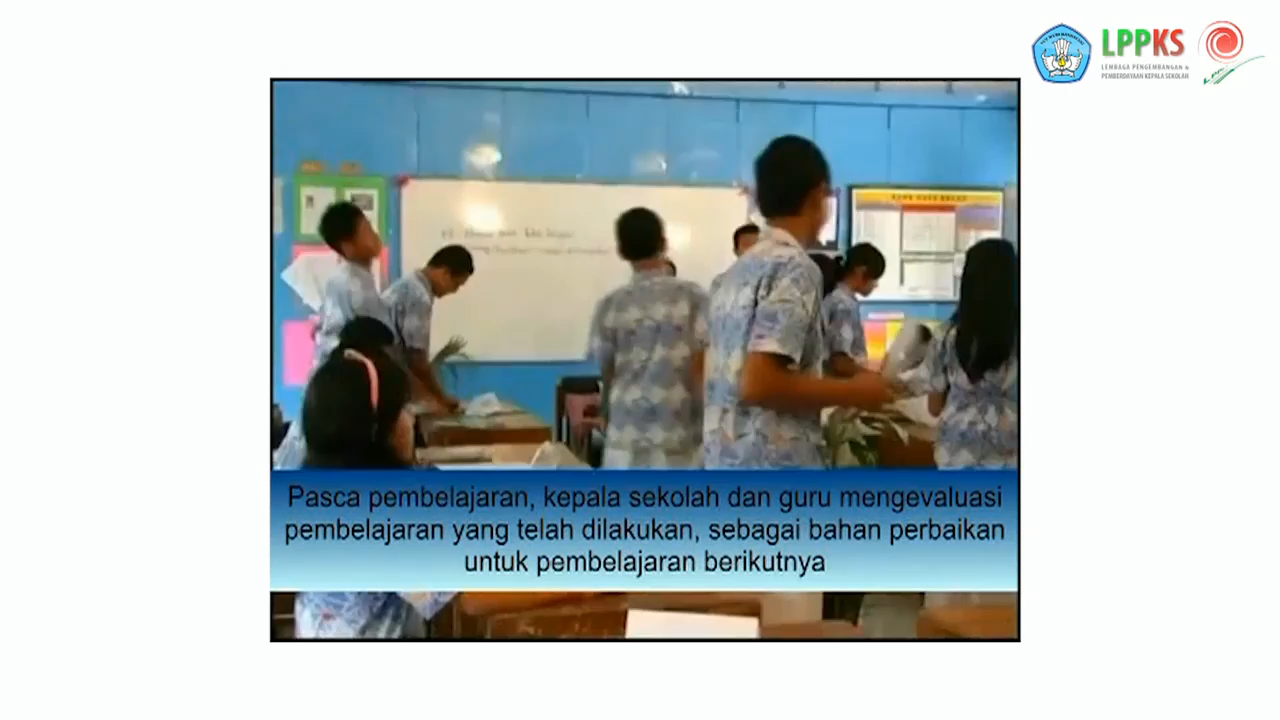 LPPKS
LEMBAGA PENGEMBANGAN &
PEMBERDAYAAN KEPALA SEKOLAH
Pasca pembelajaran, kepala sekolah dan guru mengevaluasi
pembelajaran yang telah dilakukan, sebagai bahan perbaikan
untuk pembelajaran berikutnya